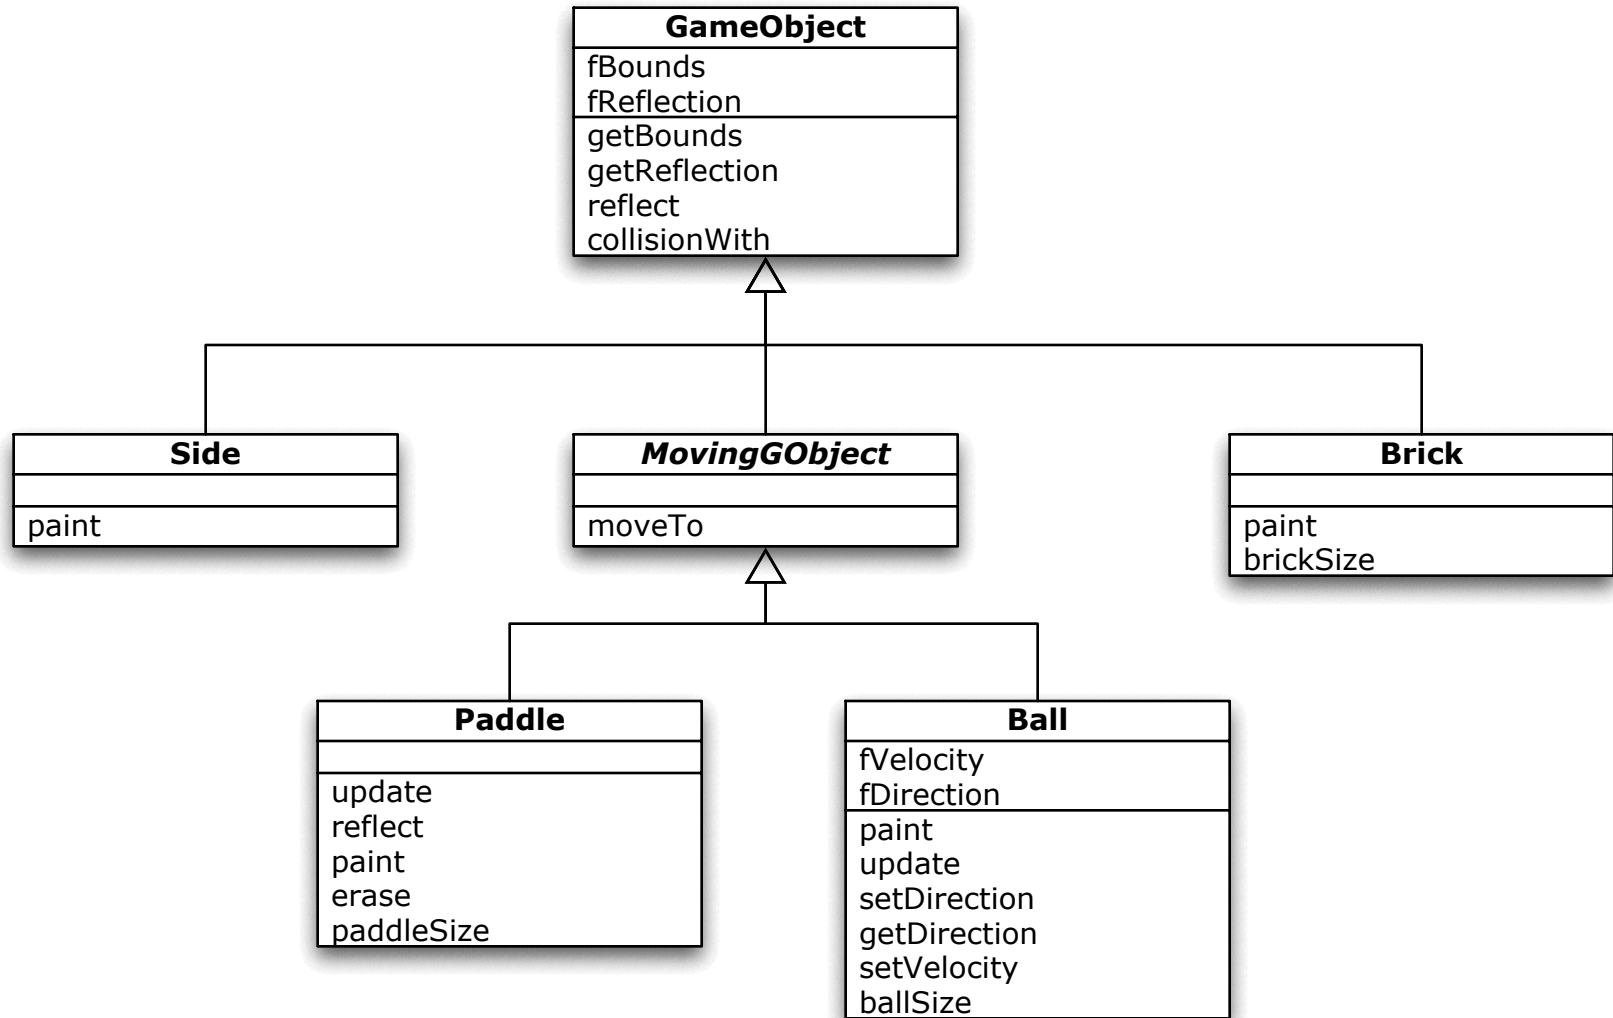 GameObject
fBounds
fReflection
getBounds
getReflection
reflect
collisionWith
Side
paint
MovingGObject
moveTo
Brick
paint
brickSize
Paddle
update
reflect
paint
erase
paddleSize
Ball
fVelocity
fDirection
paint
update
setDirection
getDirection
setVelocity
ballSize